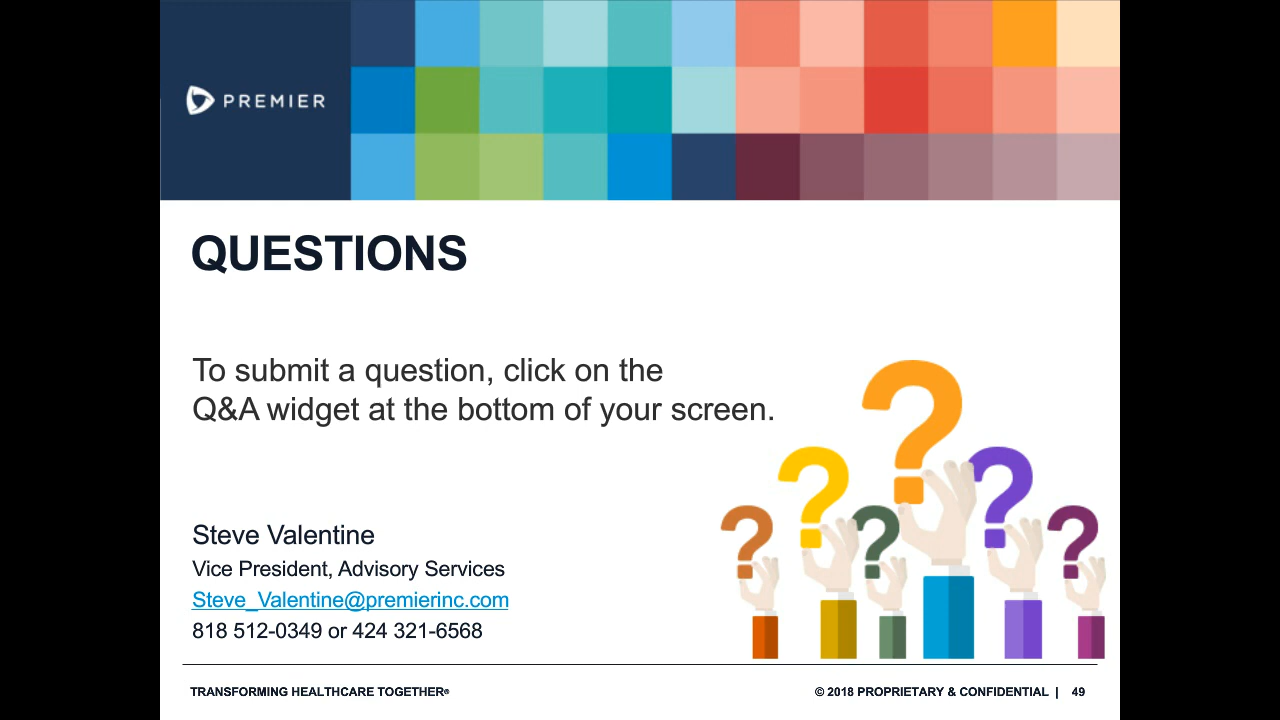 PREMIER
QUESTIONS
To submit a question, click on the
Q&A widget at the bottom of your screen.
Steve Valentine
Vice President, Advisory Services
Steve_Valentine@premierinc.com
818 512-0349 or 424 321-6568
TRANSFORMING HEALTHCARE TOGETHER®
© 2018 PROPRIETARY & CONFIDENTIAL | 49